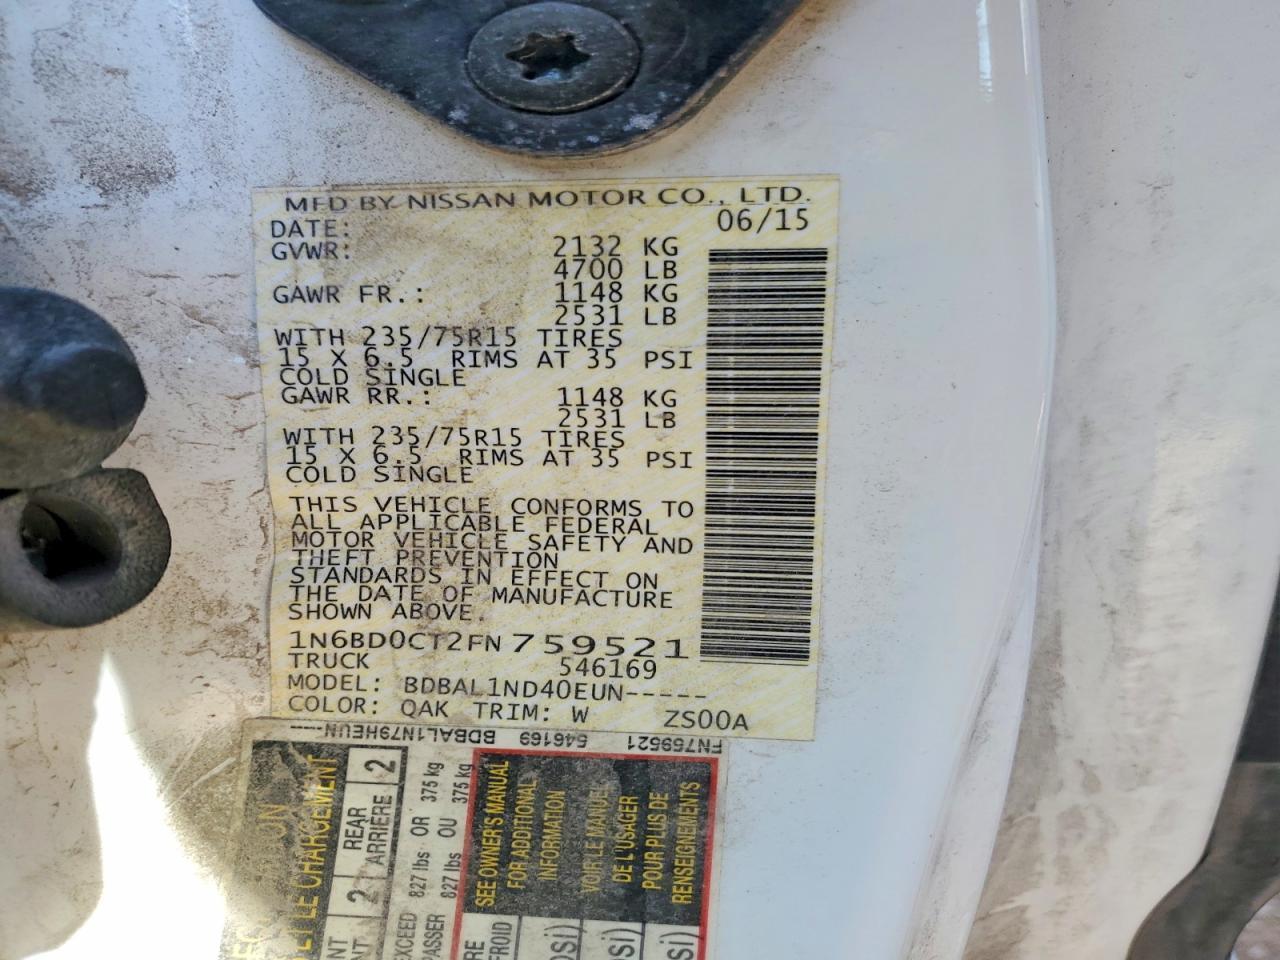 MFD BY NISSAN MOTOR CO., LTD.
DATE: 06/15
GVWR: 2132 KG
4700 LB
GAWR FR.: 1148 KG
2531 LB
WITH 235/75R15 TIRES
15 X 6.5 RIMS AT 35 PSI
COLD SINGLE
GAWR RR.: 1148 KG
2531 LB
WITH 235/75R15 TIRES
15 X 6.5 RIMS AT 35 PSI
COLD SINGLE
THIS VEHICLE CONFORMS TO
ALL APPLICABLE FEDERAL
MOTOR VEHICLE SAFETY AND
THEFT PREVENTION
STANDARDS IN EFFECT ON
THE DATE OF MANUFACTURE
SHOWN ABOVE.
1N6BD0CT2FN759521
TRUCK 546169
MODEL: BDBAL1ND40EUN-----
COLOR: QAK TRIM: W ZS00A
FN759521 546169 BDBAL1N79HEUN-----
LE CHARGEMENT
2 REAR 2
ARRIERE
EXCEED 827 lbs OR 375 kg
827 lbs OU 375 kg
SEE OWNER'S MANUAL
FOR ADDITIONAL
INFORMATION
VOIR LE MANUEL
DE L'USAGER
POUR PLUS DE
RENSEIGNEMENTS